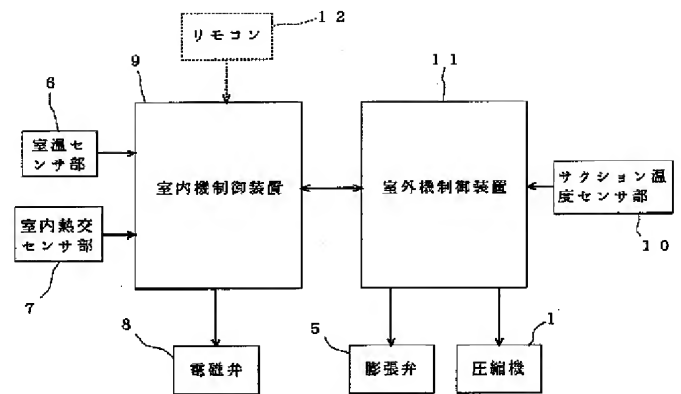 12
リモコン
9
11
6
室温セ
ンサ部
室内機制御装置
室外機制御装置
サクション温
度センサ部
10
室内熱交
センサ部
7
8
電磁弁
5
膨張弁
1
圧縮機